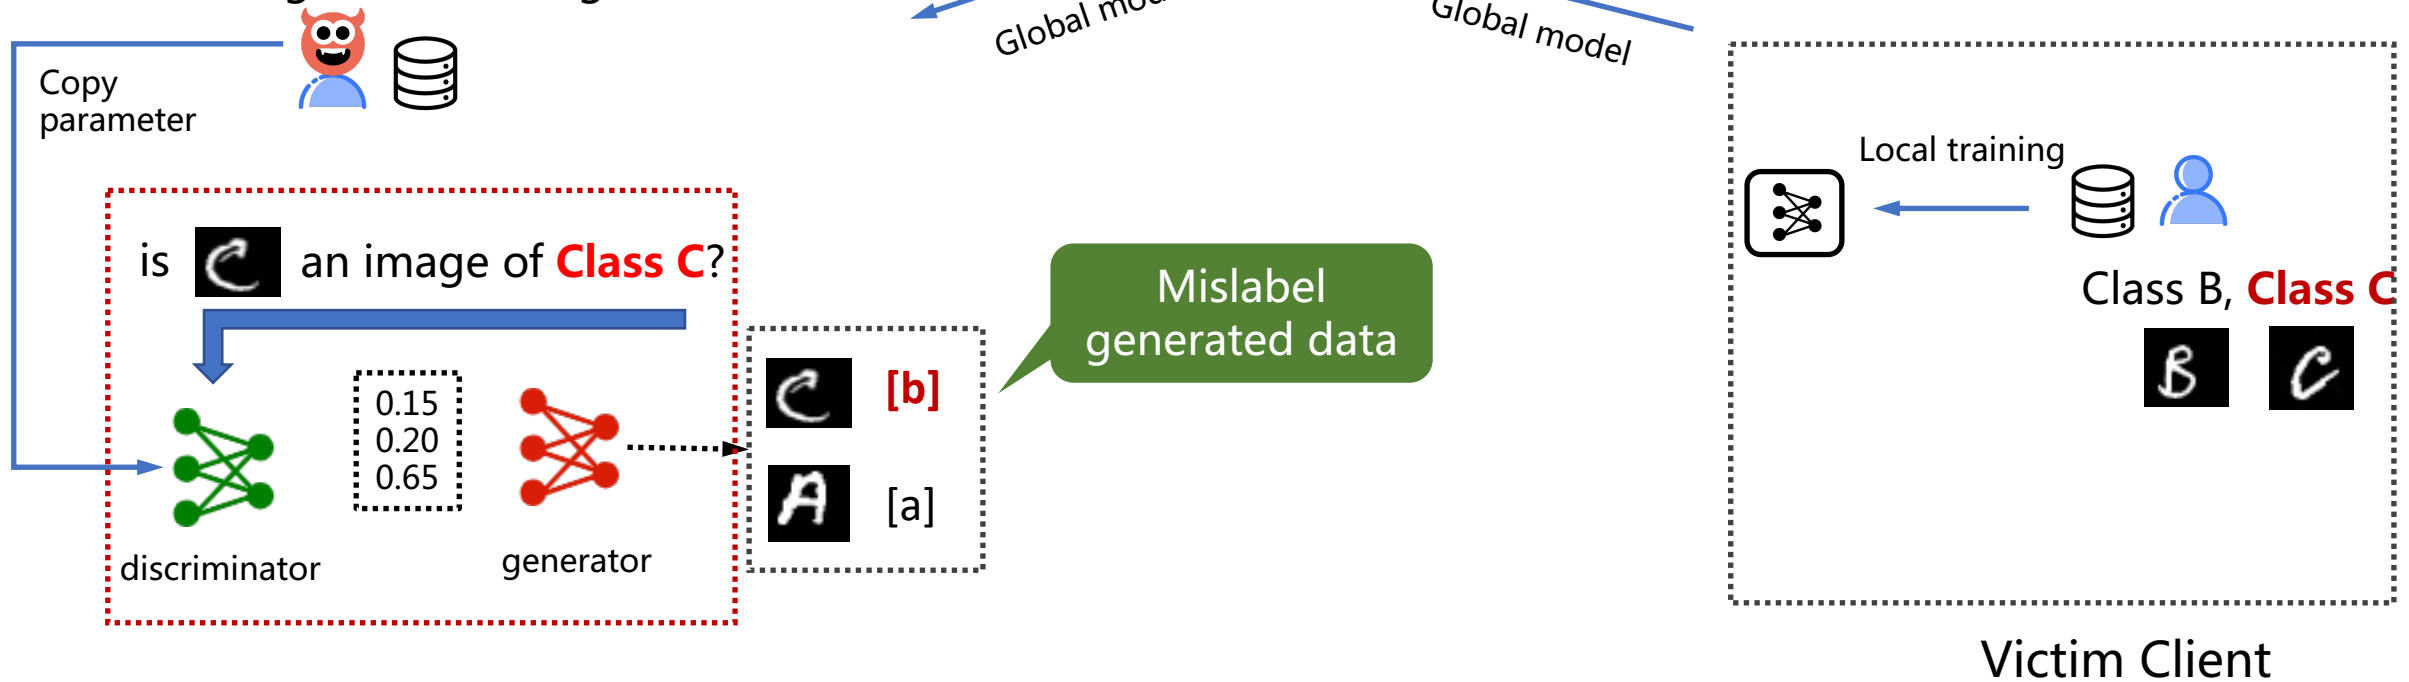 Global model
Copy
parameter
Local training
is C an image of Class C?
Mislabel
generated data
Class B, Class C
B C
C [b]
0.15
0.20
0.65
A [a]
discriminator
generator
Victim Client